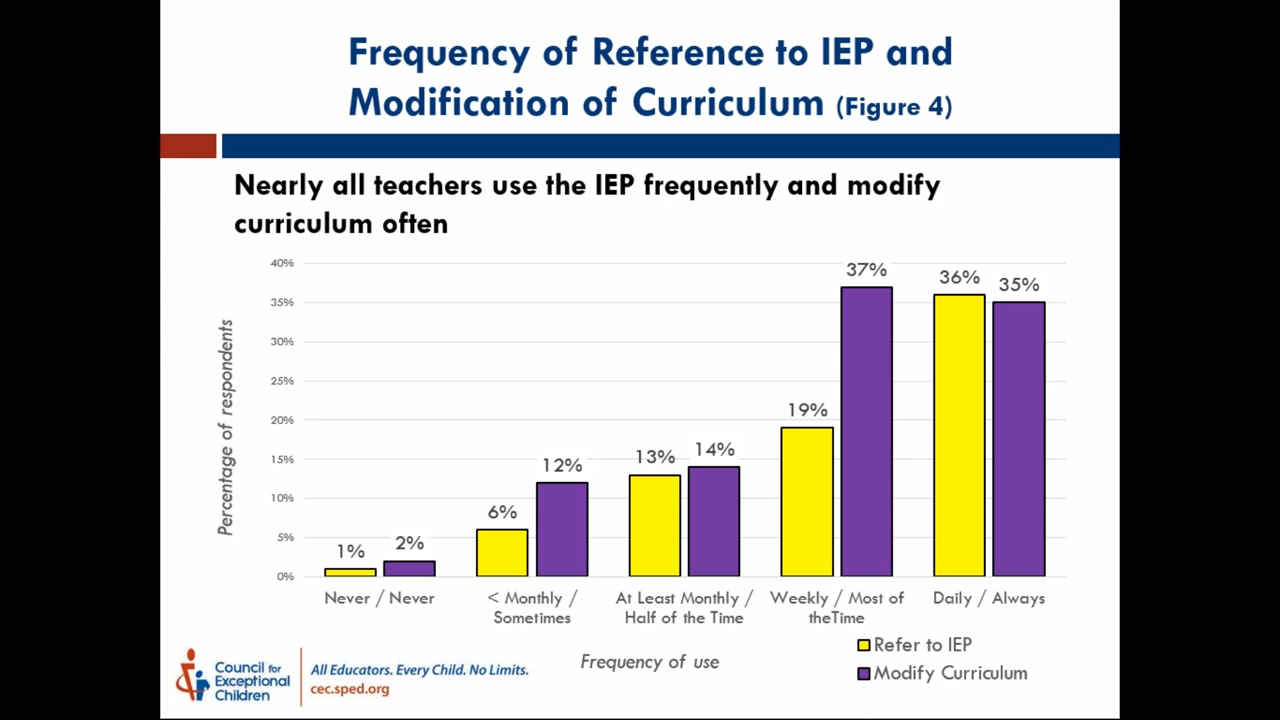 Frequency of Reference to IEP and
Modification of Curriculum (Figure 4)
Nearly all teachers use the IEP frequently and modify
curriculum often
40%
35%
30%
25%
20%
15%
10%
5%
0%
Percentage of respondents
1%
2%
6%
12%
13%
14%
19%
37%
36%
35%
Never / Never
< Monthly /
Sometimes
At Least Monthly /
Half of the Time
Weekly / Most of
theTime
Daily / Always
Frequency of use
Refer to IEP
Modify Curriculum
Council for
Exceptional
Children
All Educators. Every Child. No Limits.
cec.sped.org